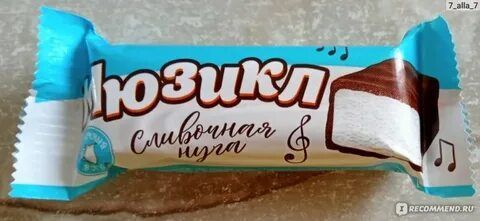 7_alla_7
Мюзикл
сливочная
нуга
IRECOMMEND.RU